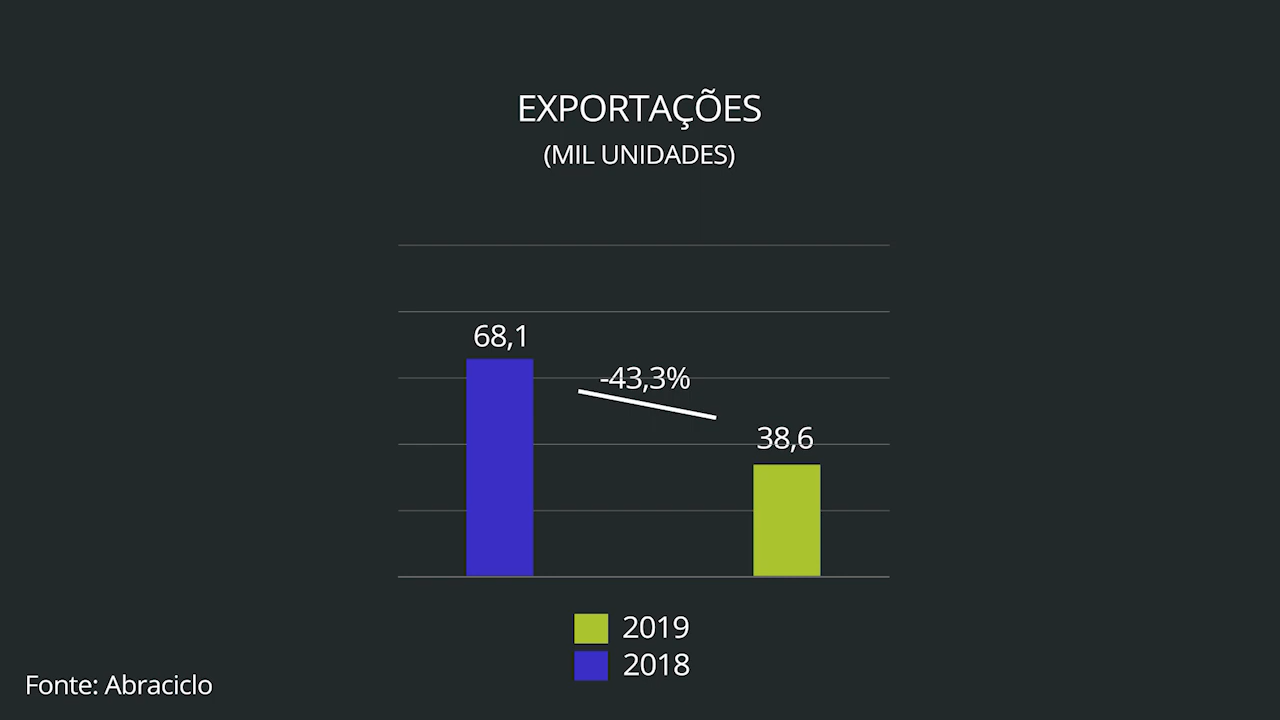 EXPORTAÇÕES
(MIL UNIDADES)
68,1
-43,3%
38,6
2019
2018
Fonte: Abraciclo